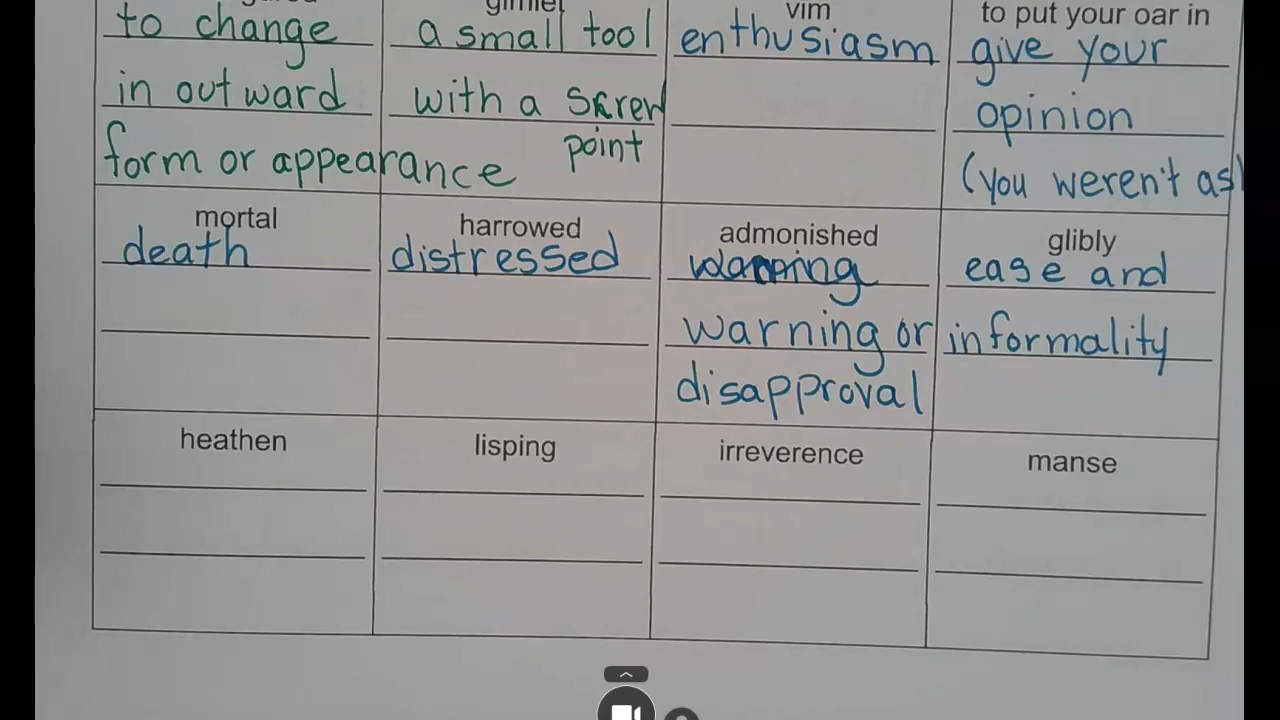 gimlet
vim
to put your oar in
to change
a small tool
enthusiasm
give your
in outward
with a screw
opinion
form or appearance
point
(you weren't as
mortal
harrowed
admonished
glibly
death
distressed
ease and
warning or
informality
disapproval
heathen
lisping
irreverence
manse